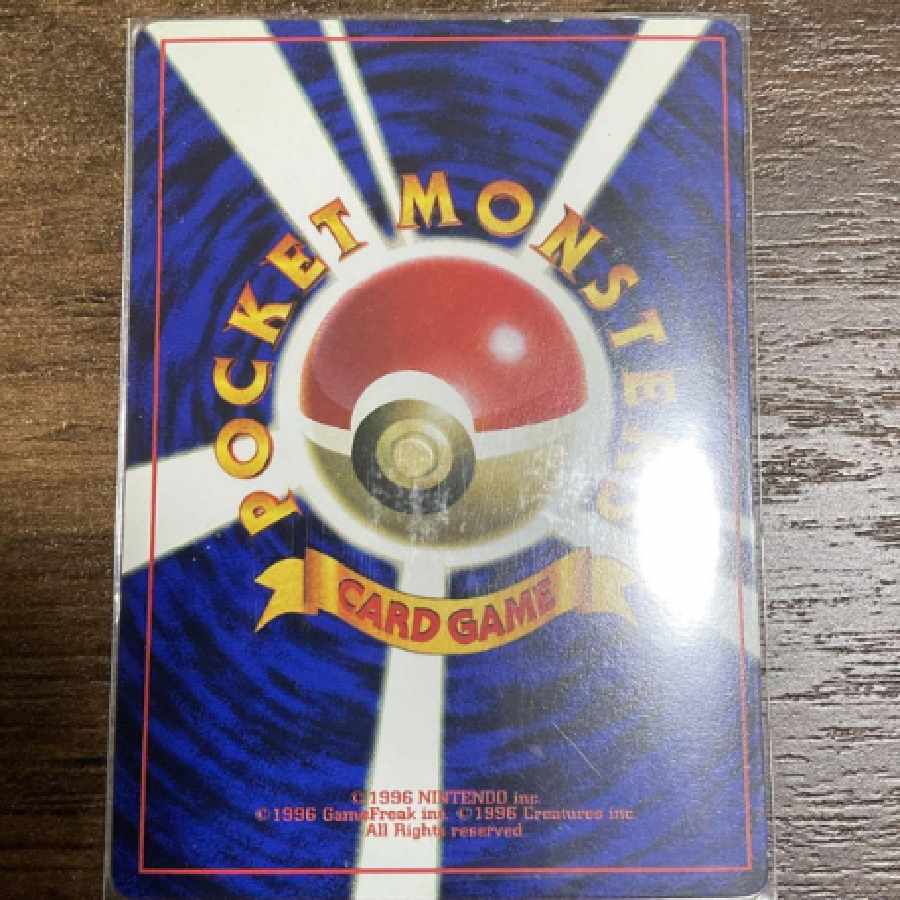 POCKET MONSTERS
CARD GAME
©1996 NINTENDO inc.
©1996 GameFreak inc. ©1996 Creatures inc.
All Rights reserved